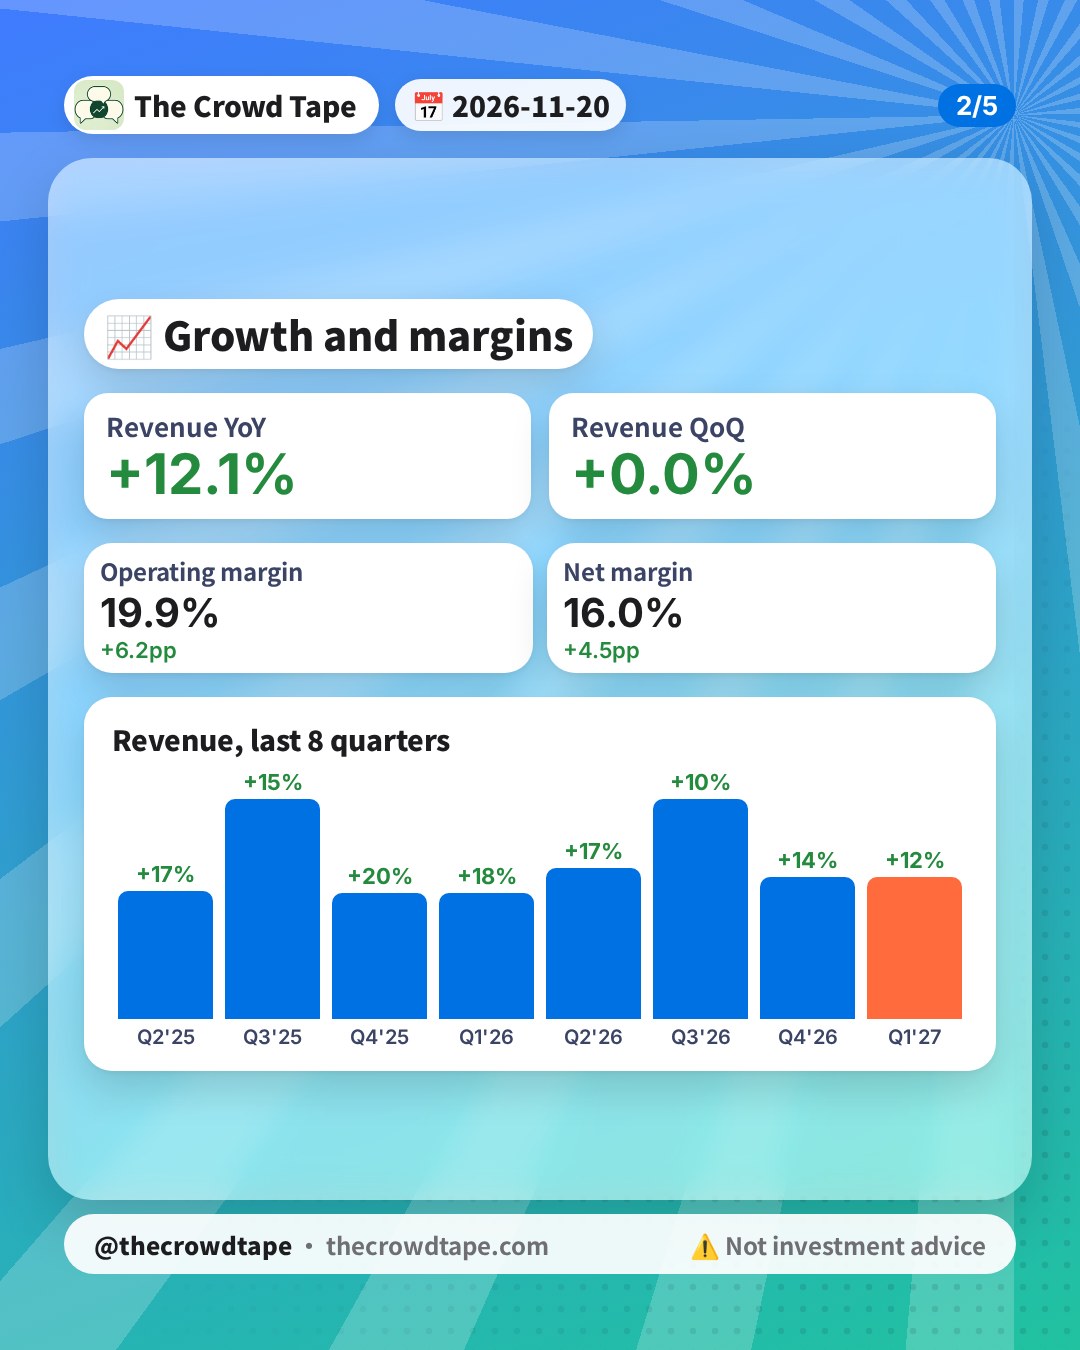 The Crowd Tape
2026-11-20
2/5
Growth and margins
Revenue YoY
+12.1%
Revenue QoQ
+0.0%
Operating margin
19.9%
+6.2pp
Net margin
16.0%
+4.5pp
Revenue, last 8 quarters
+17% +15% +20% +18% +17% +10% +14% +12%
Q2'25 Q3'25 Q4'25 Q1'26 Q2'26 Q3'26 Q4'26 Q1'27
@thecrowdtape • thecrowdtape.com
⚠️ Not investment advice